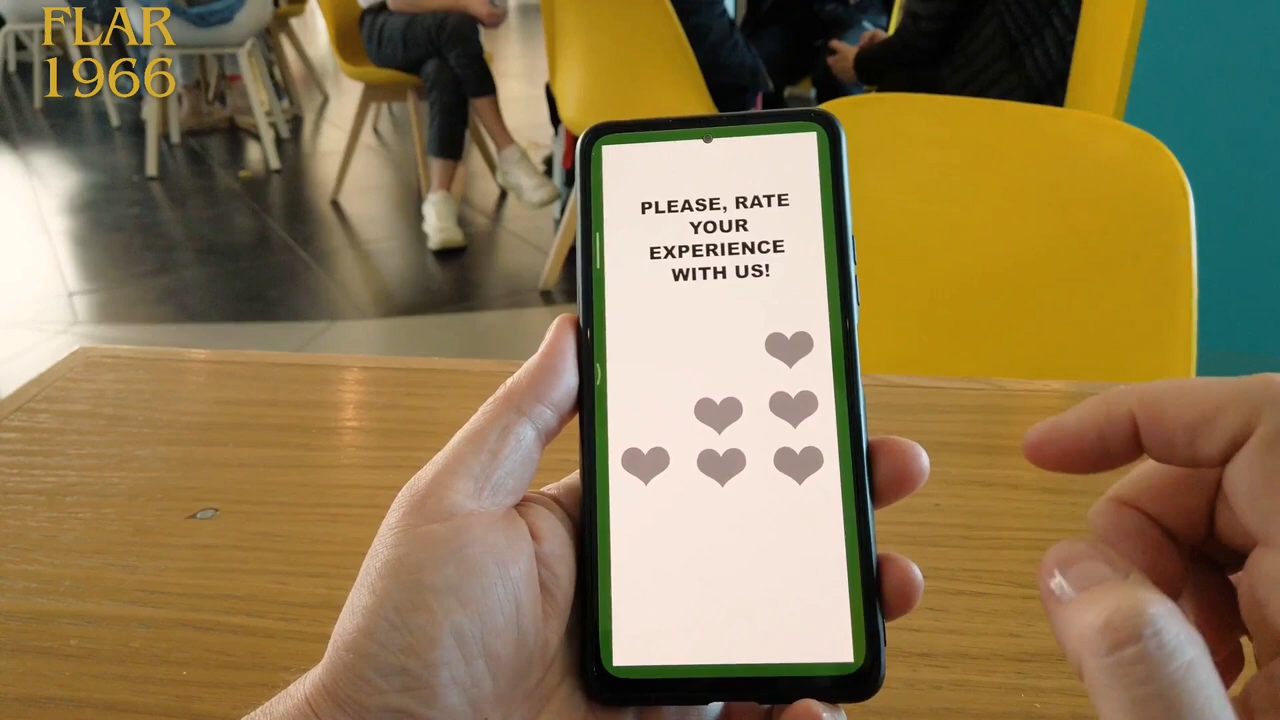 FLAR
1966
PLEASE, RATE
YOUR
EXPERIENCE
WITH US!